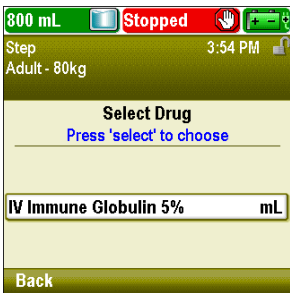 800 mL Stopped
Step 3:54 PM
Adult - 80kg
Select Drug
Press 'select' to choose
IV Immune Globulin 5% mL
Back